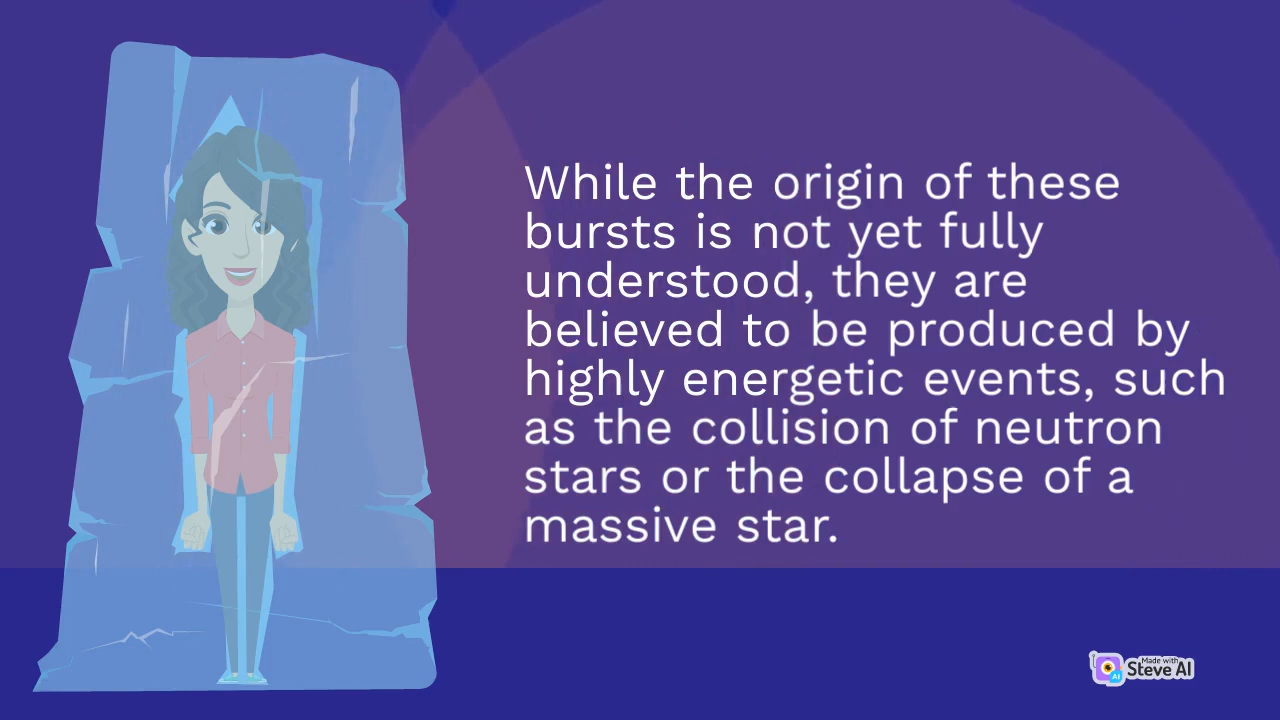 While the origin of these
bursts is not yet fully
understood, they are
believed to be produced by
highly energetic events, such
as the collision of neutron
stars or the collapse of a
massive star.
Made with
Steve AI
AI